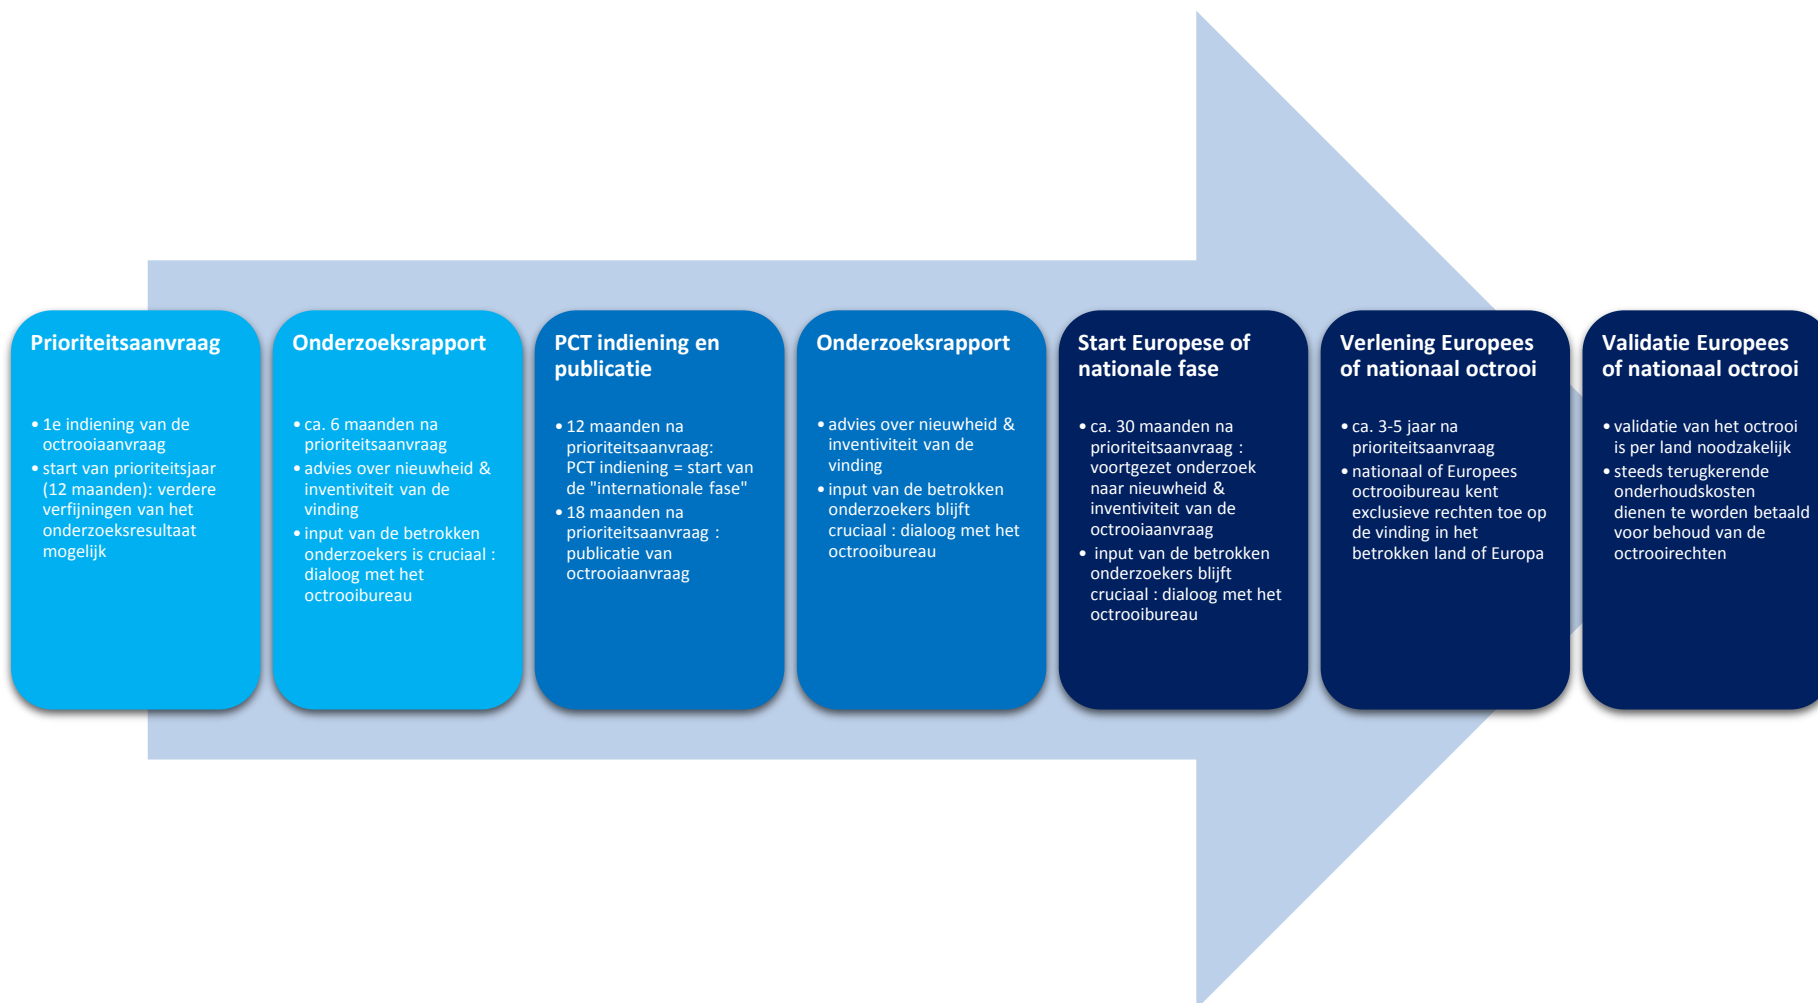 Prioriteitsaanvraag
• 1e indiening van de
octrooiaanvraag
• start van prioriteitsjaar
(12 maanden): verdere
verfijningen van het
onderzoeksresultaat
mogelijk
Onderzoeksrapport
• ca. 6 maanden na
prioriteitsaanvraag
• advies over nieuwheid &
inventiviteit van de
vinding
• input van de betrokken
onderzoekers is cruciaal :
dialoog met het
octrooibureau
PCT indiening en
publicatie
• 12 maanden na
prioriteitsaanvraag:
PCT indiening = start van
de "internationale fase"
• 18 maanden na
prioriteitsaanvraag :
publicatie van
octrooiaanvraag
Onderzoeksrapport
• advies over nieuwheid &
inventiviteit van de
vinding
• input van de betrokken
onderzoekers blijft
cruciaal : dialoog met het
octrooibureau
Start Europese of
nationale fase
• ca. 30 maanden na
prioriteitsaanvraag :
voortgezet onderzoek
naar nieuwheid &
inventiviteit van de
octrooiaanvraag
• input van de betrokken
onderzoekers blijft
cruciaal : dialoog met het
octrooibureau
Verlening Europees
of nationaal octrooi
• ca. 3-5 jaar na
prioriteitsaanvraag
• nationaal of Europees
octrooibureau kent
exclusieve rechten toe op
de vinding in het
betrokken land of Europa
Validatie Europees
of nationaal octrooi
• validatie van het octrooi
is per land noodzakelijk
• steeds terugkerende
onderhoudskosten
dienen te worden betaald
voor behoud van de
octrooirechten